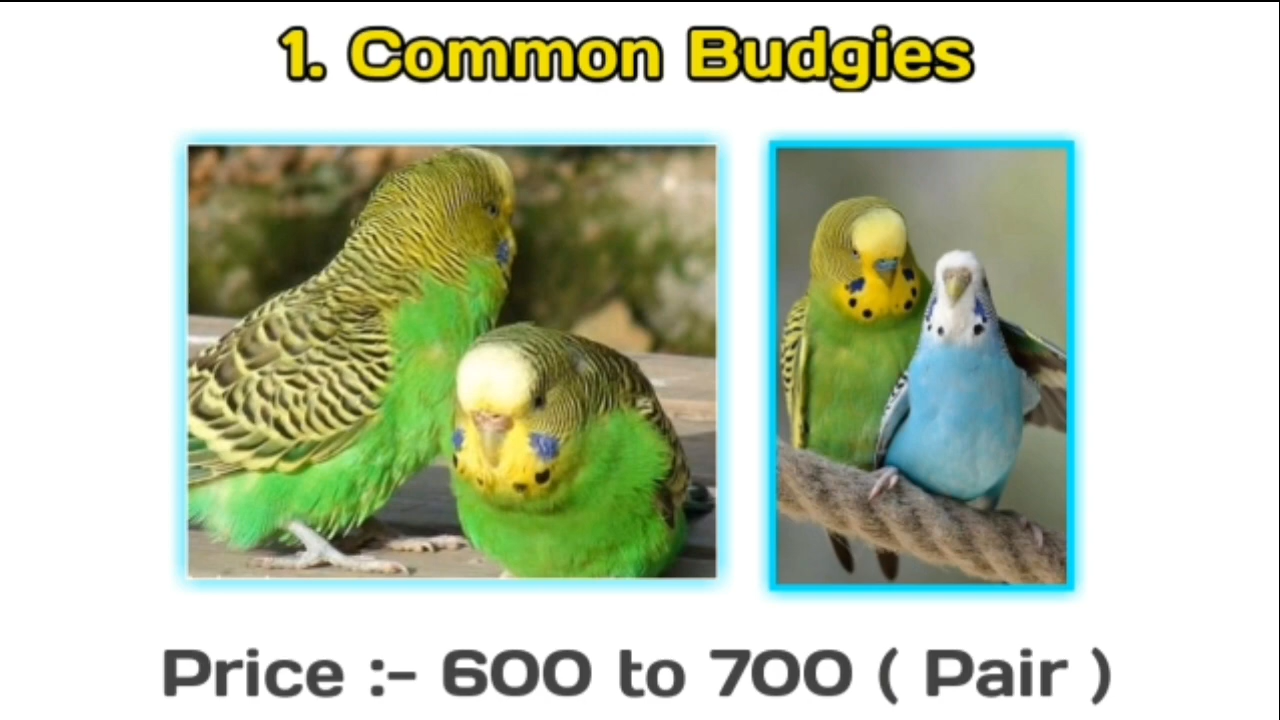 1. Common Budgies
Price :- 600 to 700 ( Pair )